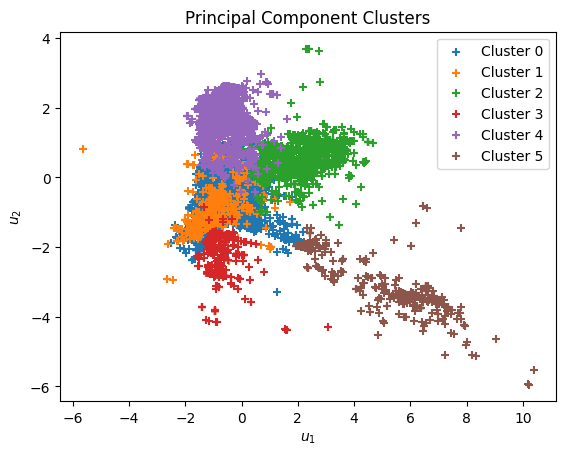 Principal Component Clusters
Cluster 0
Cluster 1
Cluster 2
Cluster 3
Cluster 4
Cluster 5
4
2
0
−2
−4
−6
u₂
−6
−4
−2
0
2
4
6
8
10
u₁